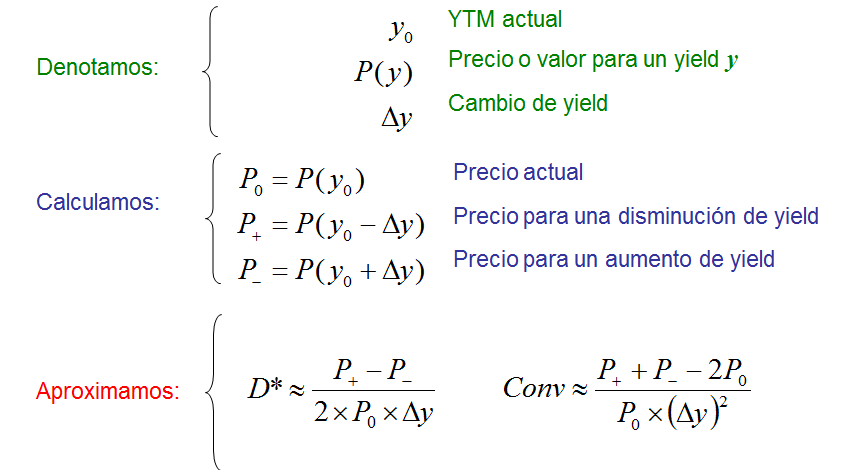 Denotamos:
y₀ YTM actual
P(y) Precio o valor para un yield y
Δy Cambio de yield
Calculamos:
P₀ = P(y₀) Precio actual
P₊ = P(y₀ − Δy) Precio para una disminución de yield
P₋ = P(y₀ + Δy) Precio para un aumento de yield
Aproximamos:
D* ≈ (P₊ − P₋) / (2 × P₀ × Δy) Conv ≈ (P₊ + P₋ − 2P₀) / (P₀ × (Δy)²)